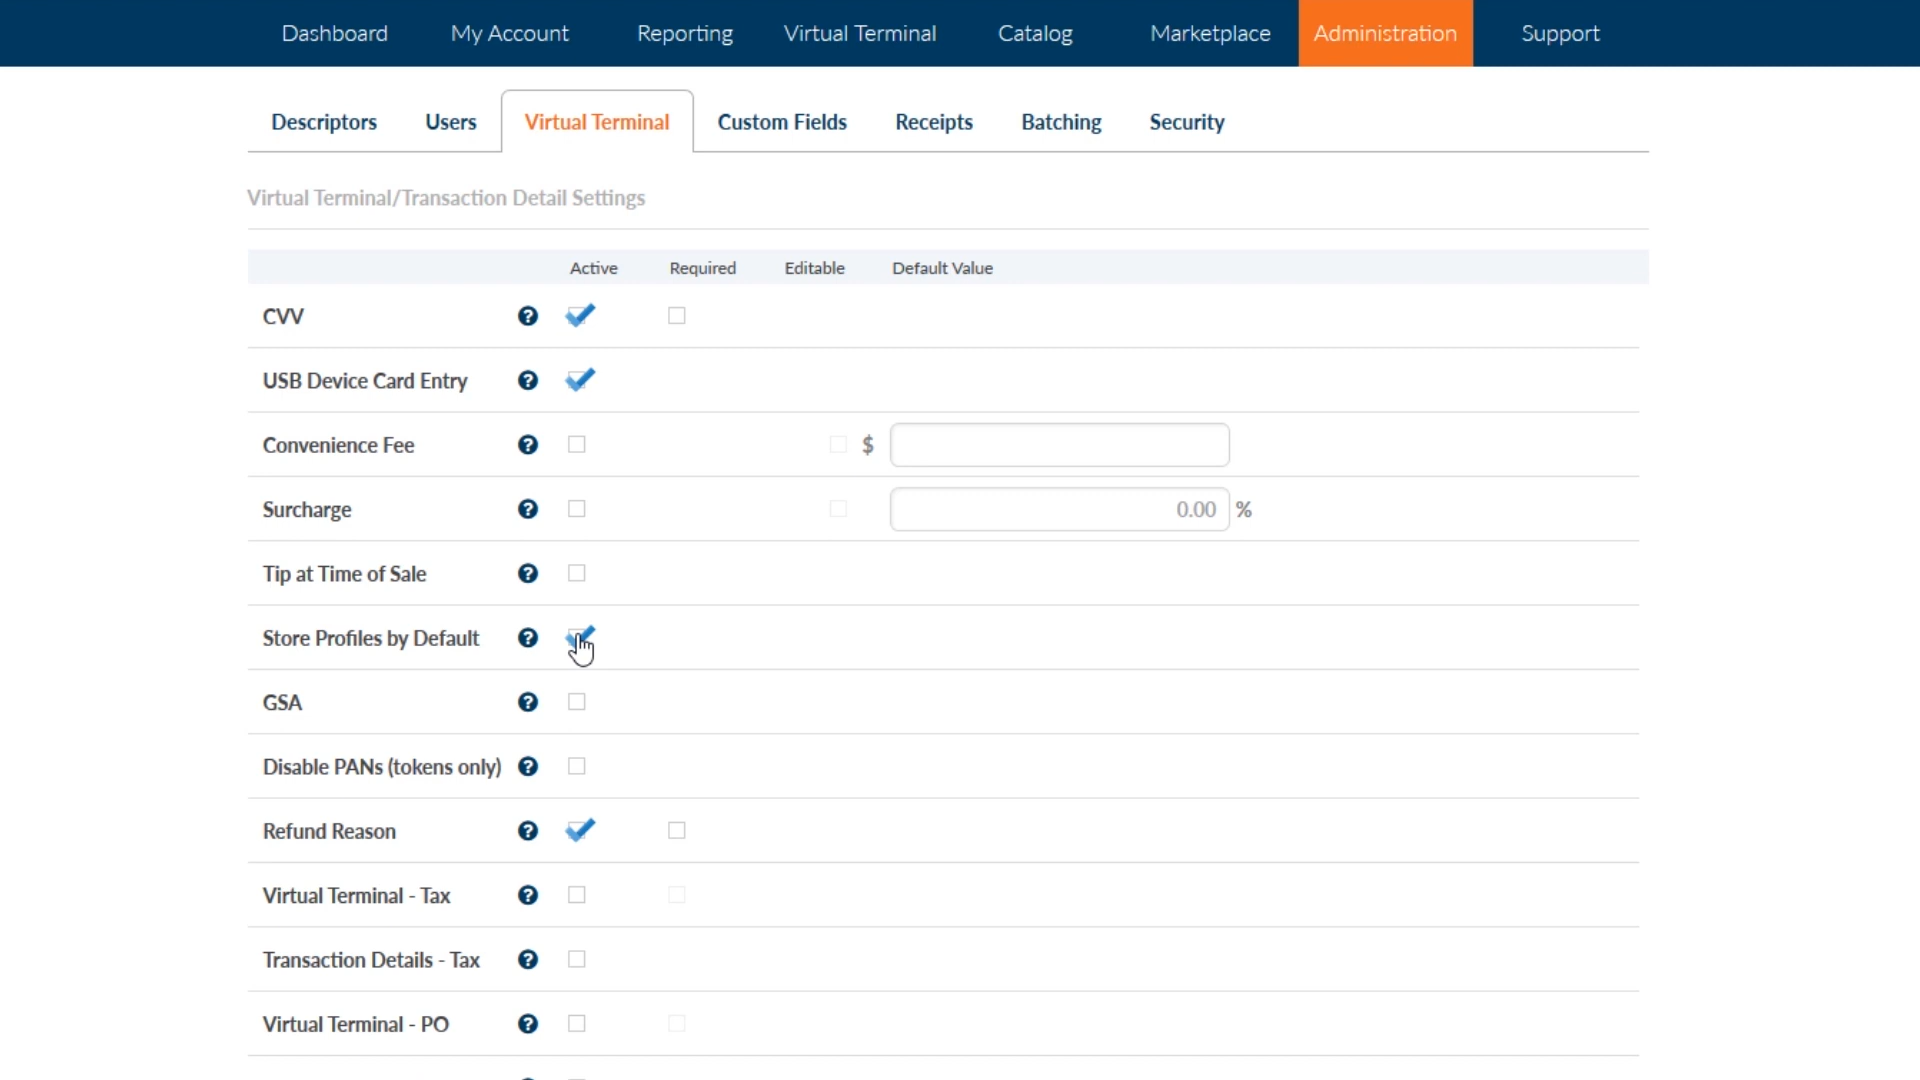 Dashboard My Account Reporting Virtual Terminal Catalog Marketplace Administration Support
Descriptors Users Virtual Terminal Custom Fields Receipts Batching Security
Virtual Terminal/Transaction Detail Settings
Active Required Editable Default Value
CVV ?
USB Device Card Entry ?
Convenience Fee ? $
Surcharge ? 0.00 %
Tip at Time of Sale ?
Store Profiles by Default ?
GSA ?
Disable PANs (tokens only) ?
Refund Reason ?
Virtual Terminal - Tax ?
Transaction Details - Tax ?
Virtual Terminal - PO ?